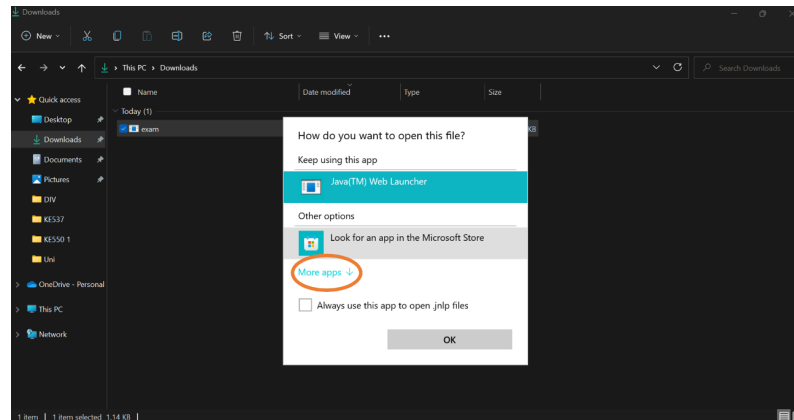 Downloads
New
Sort
View
This PC > Downloads
Search Downloads
Name
Date modified
Type
Size
Quick access
Today (1)
Desktop
exam
KB
Downloads
Documents
Pictures
DIV
KE537
KE550 1
Uni
OneDrive - Personal
This PC
Network
How do you want to open this file?
Keep using this app
Java(TM) Web Launcher
Other options
Look for an app in the Microsoft Store
More apps ↓
Always use this app to open .jnlp files
OK
1 item | 1 item selected 1.14 KB |